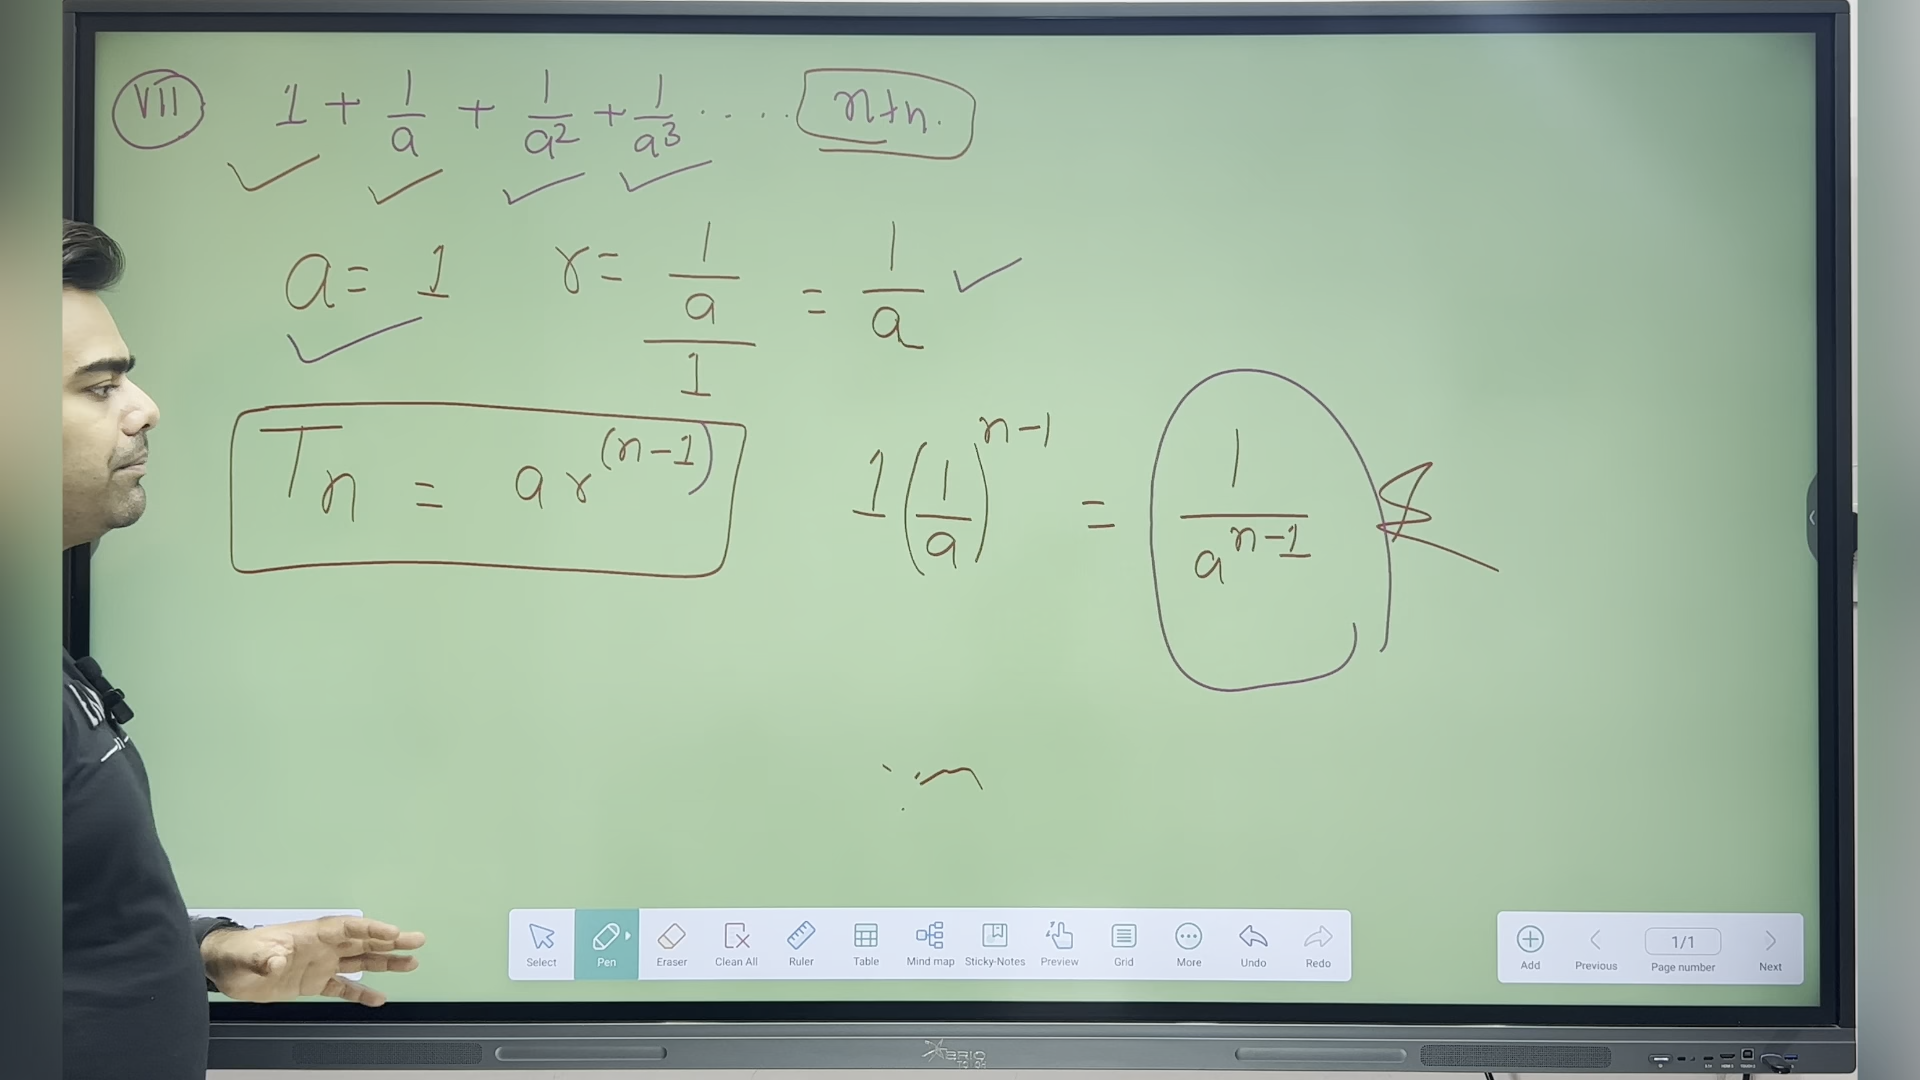 VII 1 + 1/a + 1/a² + 1/a³ ..... nth.
a = 1 r = (1/a)/1 = 1/a
Tn = ar^(n-1) 1(1/a)^n-1 = 1/a^n-1
Select Pen Eraser Clean All Ruler Table Mind map Sticky-Notes Preview Grid More Undo Redo
Add Previous 1/1 Page number Next